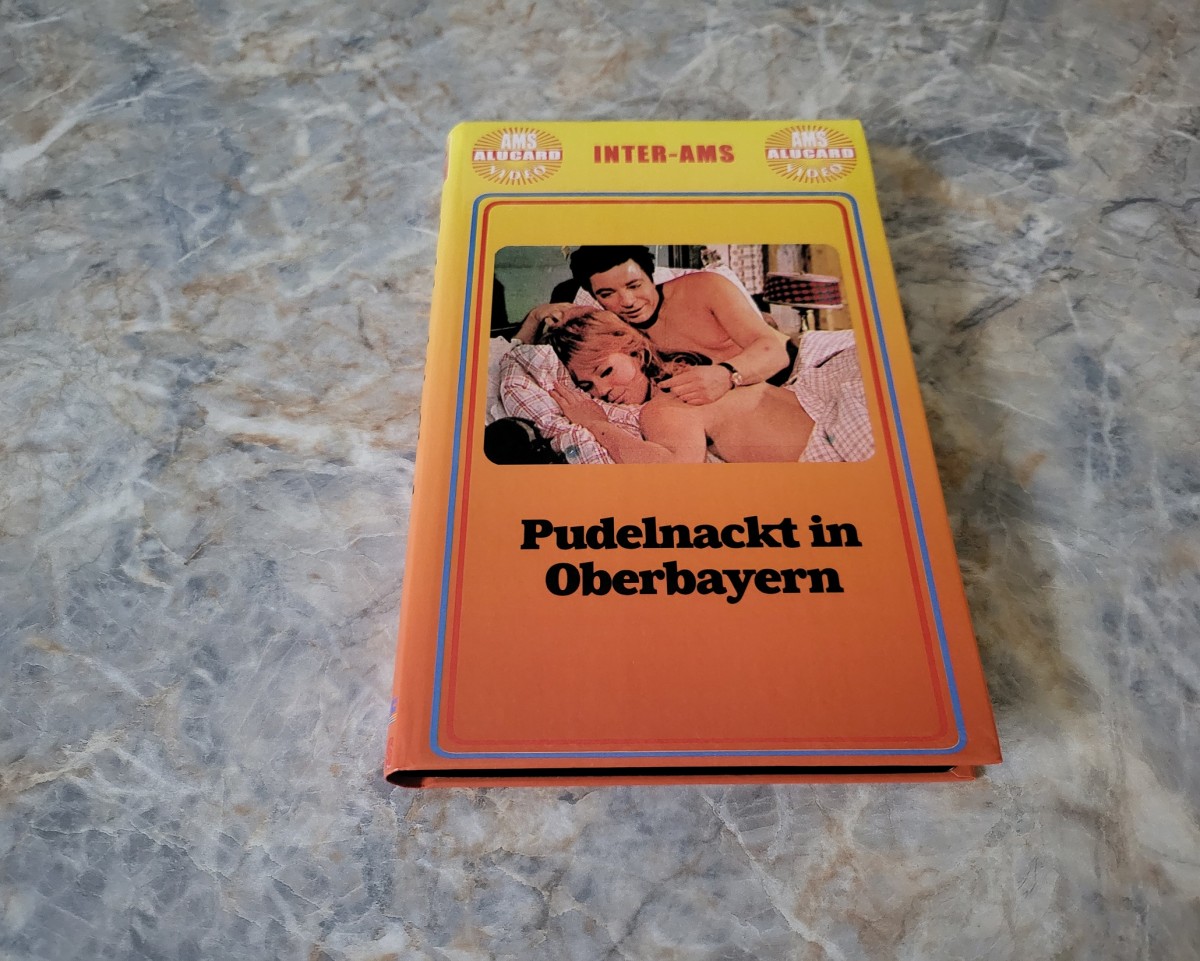 AMS
ALUCARD
VIDEO
INTER-AMS
AMS
ALUCARD
VIDEO
Pudelnackt in
Oberbayern